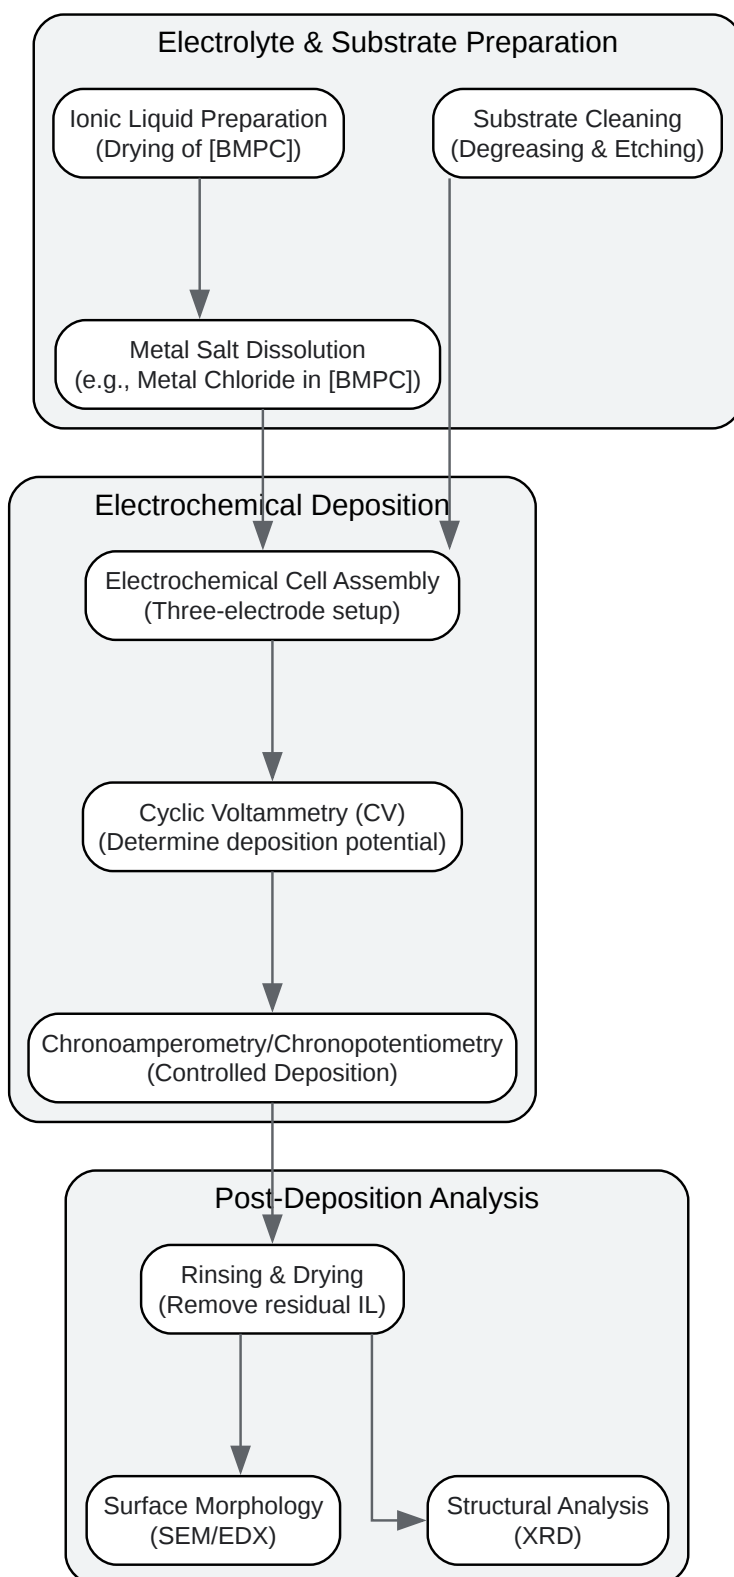 Electrolyte & Substrate Preparation
Ionic Liquid Preparation
(Drying of [BMPC])
Substrate Cleaning
(Degreasing & Etching)
Metal Salt Dissolution
(e.g., Metal Chloride in [BMPC])
Electrochemical Deposition
Electrochemical Cell Assembly
(Three-electrode setup)
Cyclic Voltammetry (CV)
(Determine deposition potential)
Chronoamperometry/Chronopotentiometry
(Controlled Deposition)
Post-Deposition Analysis
Rinsing & Drying
(Remove residual IL)
Surface Morphology
(SEM/EDX)
Structural Analysis
(XRD)